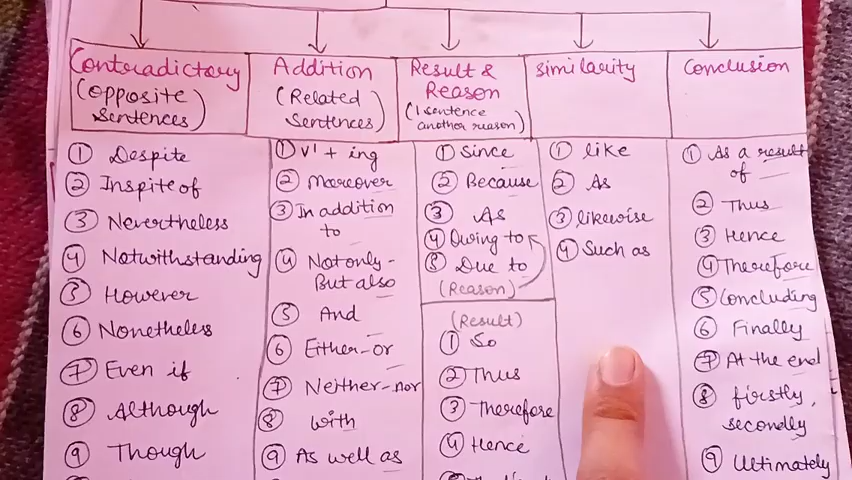 Contradictory
(Opposite
Sentences)
① Despite
② Inspite of
③ Nevertheless
④ Notwithstanding
⑤ However
⑥ Nonetheless
⑦ Even if
⑧ Although
⑨ Though
Addition
(Related
Sentences)
① V¹ + ing
② Moreover
③ In addition
to
④ Not only-
But also
⑤ And
⑥ Either-or
⑦ Neither-nor
⑧ with
⑨ As well as
Result &
Reason
(1 sentence
another reason)
① Since
② Because
③ As
④ Owing to
⑤ Due to
(Reason)
(Result)
① So
② Thus
③ Therefore
④ Hence
Similarity
① like
② As
③ likewise
④ Such as
Conclusion
① As a result
of
② Thus
③ Hence
④ Therefore
⑤ Concluding
⑥ Finally
⑦ At the end
⑧ firstly,
secondly
⑨ Ultimately